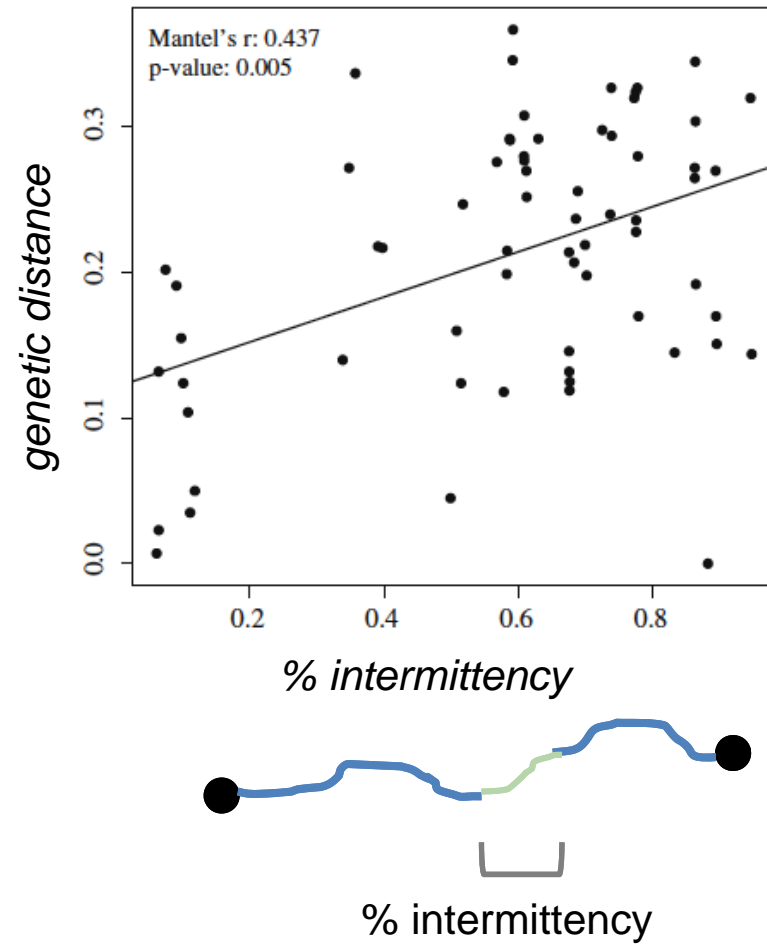 Mantel's r: 0.437
p-value: 0.005
genetic distance
0.3
0.2
0.1
0.0
0.2 0.4 0.6 0.8
% intermittency
% intermittency